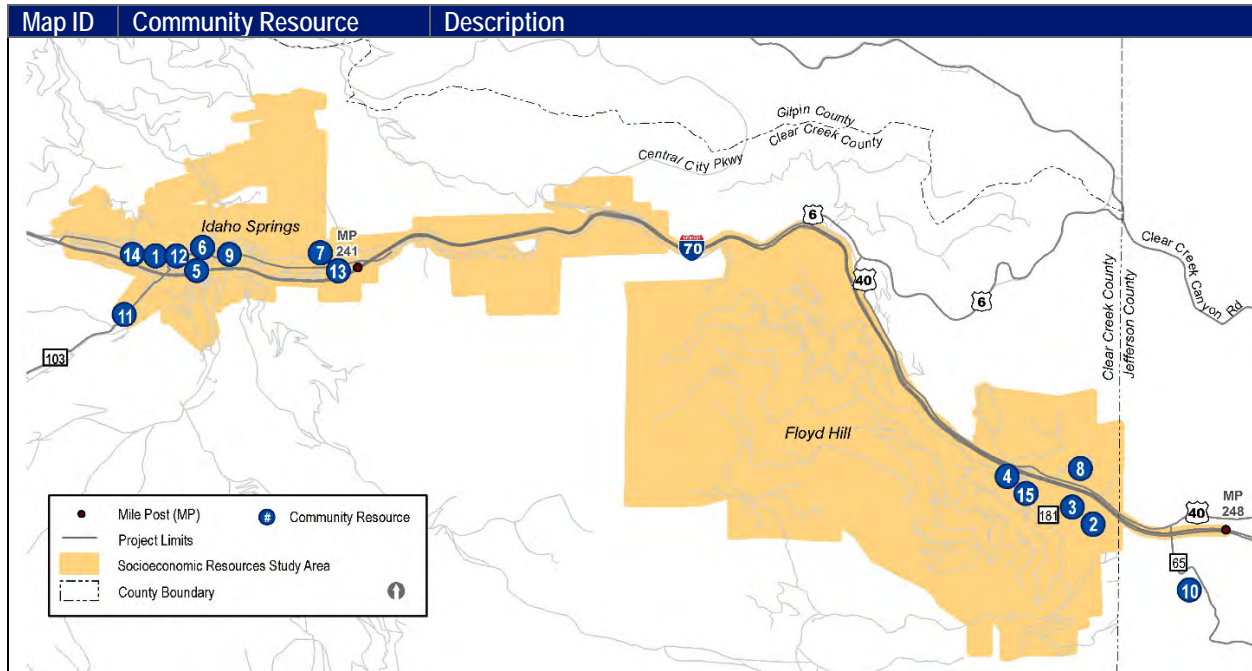 Map ID Community Resource Description
Gilpin County
Clear Creek County
Central City Pkwy
Idaho Springs
6
14 1 12 6 9 7 MP
241
5 13
70
40
6
Clear Creek Canyon Rd
11
103
Clear Creek County
Jefferson County
Floyd Hill
4 8
15
181 3
2
MP
248
40
65
10
Mile Post (MP) # Community Resource
Project Limits
Socioeconomic Resources Study Area
County Boundary